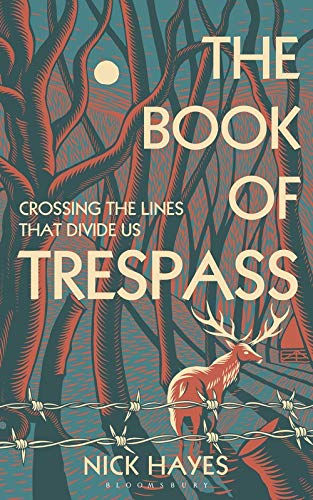 THE
BOOK
OF
CROSSING THE LINES
THAT DIVIDE US
TRESPASS
NICK HAYES
BLOOMSBURY